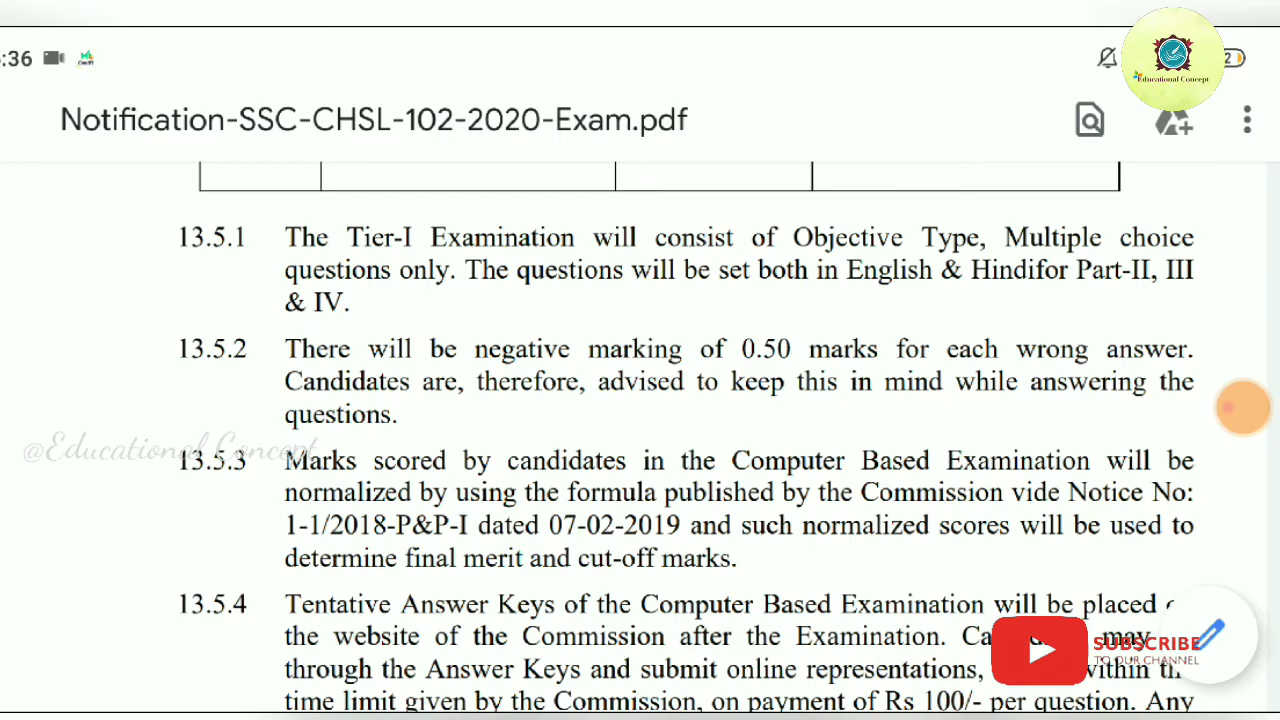 :36
2
Educational Concept
Notification-SSC-CHSL-102-2020-Exam.pdf
13.5.1 The Tier-I Examination will consist of Objective Type, Multiple choice
questions only. The questions will be set both in English & Hindifor Part-II, III
& IV.
13.5.2 There will be negative marking of 0.50 marks for each wrong answer.
Candidates are, therefore, advised to keep this in mind while answering the
questions.
@Educational Concept
13.5.3 Marks scored by candidates in the Computer Based Examination will be
normalized by using the formula published by the Commission vide Notice No:
1-1/2018-P&P-I dated 07-02-2019 and such normalized scores will be used to
determine final merit and cut-off marks.
13.5.4 Tentative Answer Keys of the Computer Based Examination will be placed
the website of the Commission after the Examination. may
through the Answer Keys and submit online representations, within
time limit given by the Commission, on payment of Rs 100/- per question. Any
SUBSCRIBE
TO OUR CHANNEL